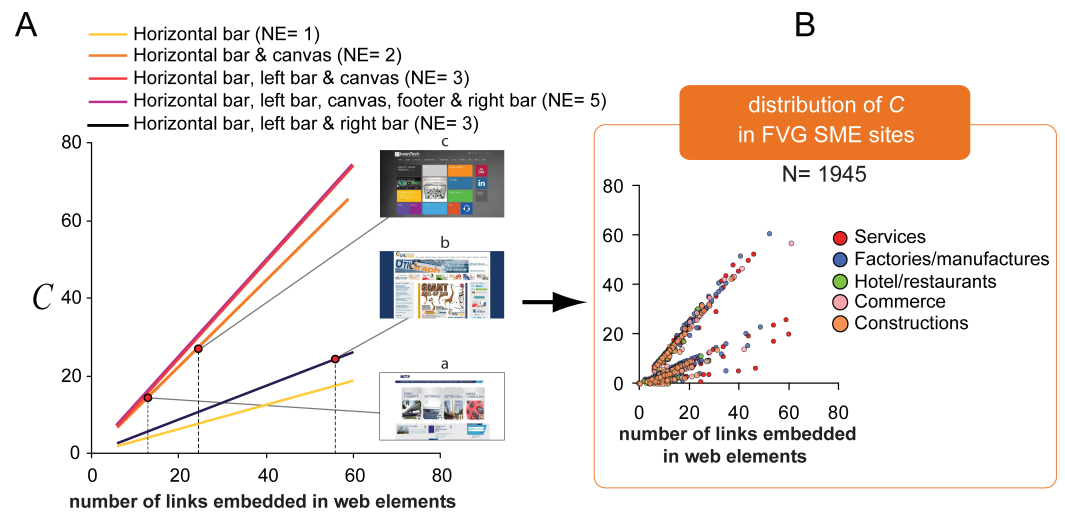 A
Horizontal bar (NE= 1)
Horizontal bar & canvas (NE= 2)
Horizontal bar, left bar & canvas (NE= 3)
Horizontal bar, left bar, canvas, footer & right bar (NE= 5)
Horizontal bar, left bar & right bar (NE= 3)
C
80
60
40
20
0
0
20
40
60
80
number of links embedded in web elements
c
b
GIANT
a
B
distribution of C
in FVG SME sites
N= 1945
80
60
40
20
0
0
20
40
60
80
number of links embedded
in web elements
Services
Factories/manufactures
Hotel/restaurants
Commerce
Constructions